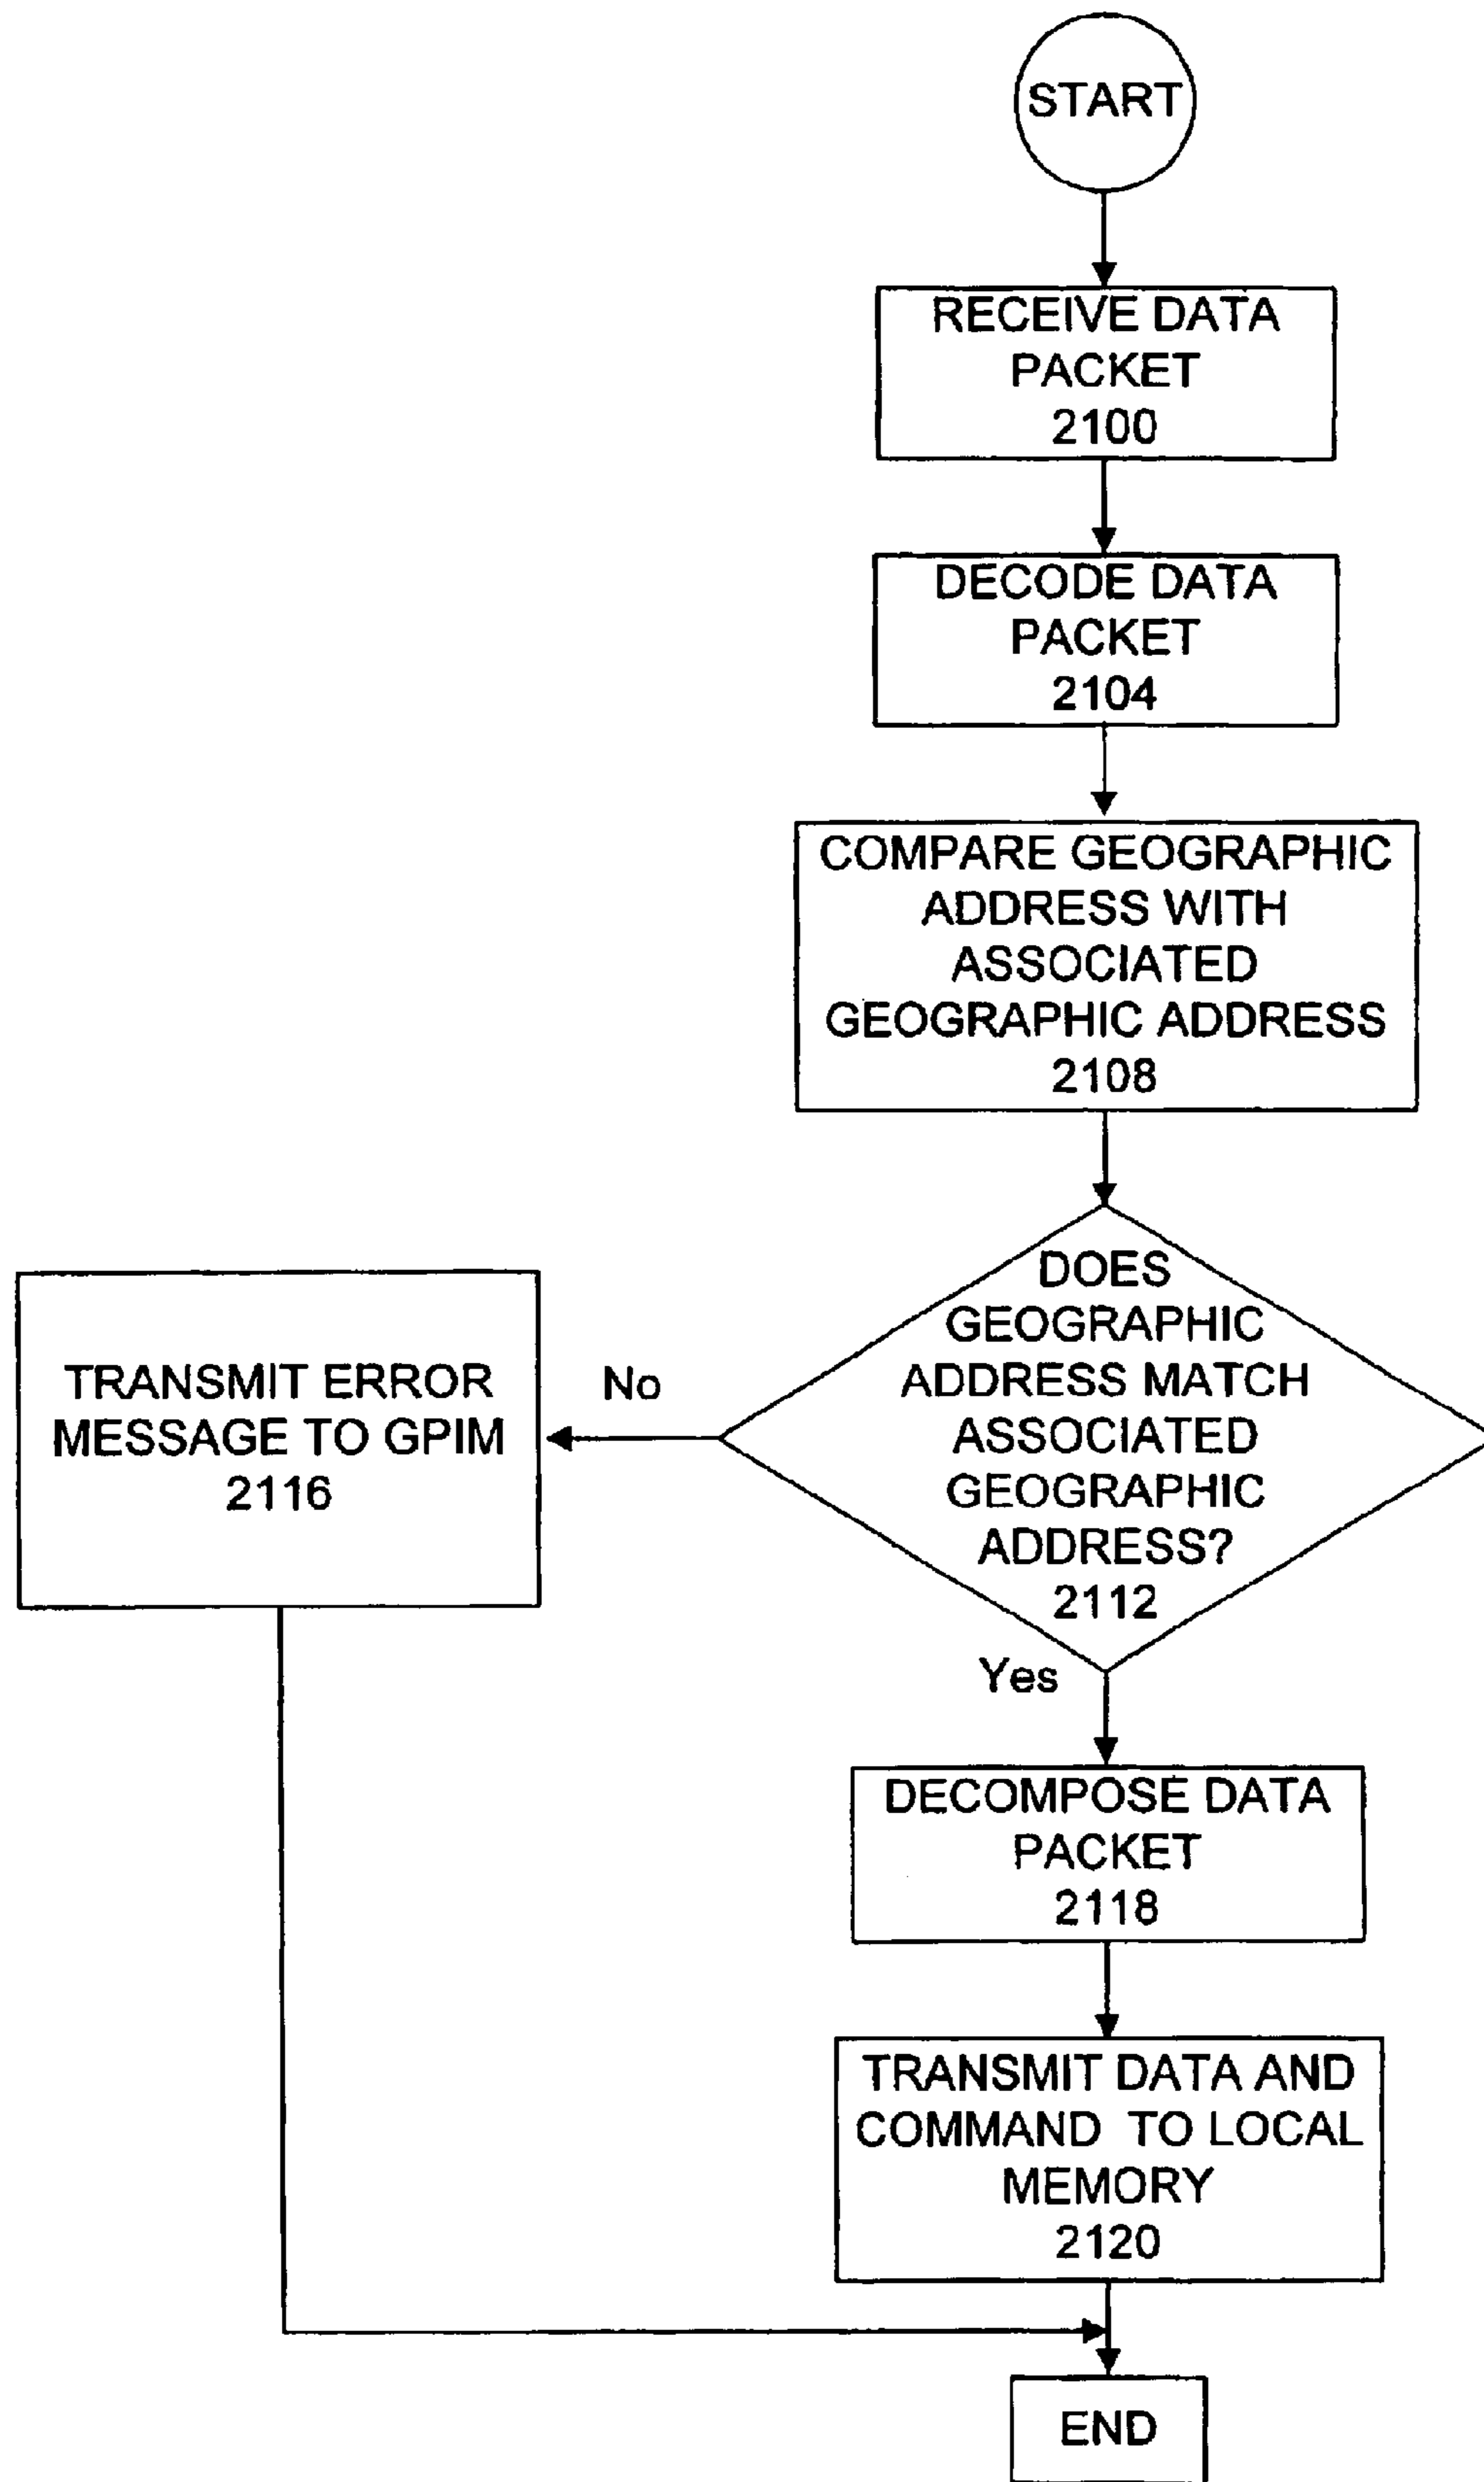 START
RECEIVE DATA
PACKET
2100
DECODE DATA
PACKET
2104
COMPARE GEOGRAPHIC
ADDRESS WITH
ASSOCIATED
GEOGRAPHIC ADDRESS
2108
DOES
GEOGRAPHIC
ADDRESS MATCH
ASSOCIATED
GEOGRAPHIC
ADDRESS?
2112
No
TRANSMIT ERROR
MESSAGE TO GPIM
2116
Yes
DECOMPOSE DATA
PACKET
2118
TRANSMIT DATA AND
COMMAND TO LOCAL
MEMORY
2120
END